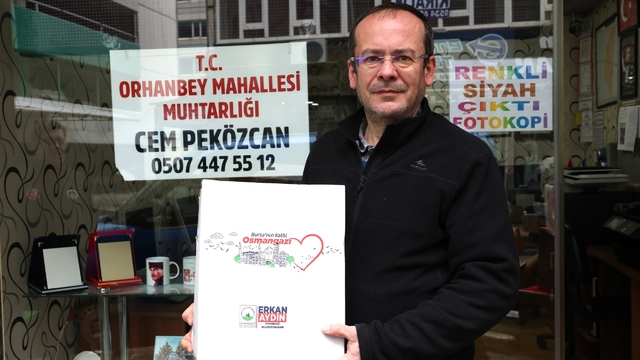 T.C.
ORHANBEY MAHALLESİ
MUHTARLIĞI
CEM PEKÖZCAN
0507 447 55 12
RENKLİ
SİYAH
ÇIKTI
FOTOKOPİ
Bursa'nın Kalbi
Osmangazi
ERKAN
AYDIN